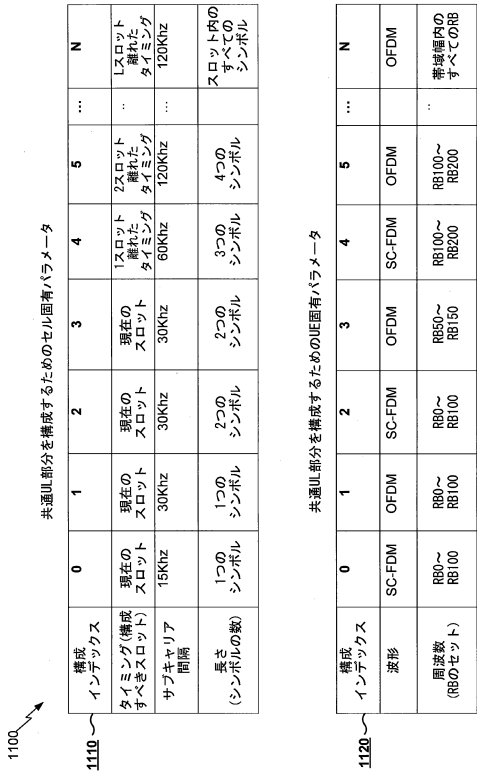 1100
共通UL部分を構成するためのセル固有パラメータ
1110
構成
インデックス
0
1
2
3
4
5
...
N
タイミング(構成
すべきスロット)
現在の
スロット
現在の
スロット
現在の
スロット
現在の
スロット
1スロット
離れた
タイミング
2スロット
離れた
タイミング
..
Lスロット
離れた
タイミング
サブキャリア
間隔
15Khz
30Khz
30Khz
30Khz
60Khz
120Khz
....
120Khz
長さ
(シンボルの数)
1つの
シンボル
1つの
シンボル
2つの
シンボル
2つの
シンボル
3つの
シンボル
4つの
シンボル
スロット内の
すべての
シンボル
共通UL部分を構成するためのUE固有パラメータ
1120
構成
インデックス
0
1
2
3
4
5
...
N
波形
SC-FDM
OFDM
SC-FDM
OFDM
SC-FDM
OFDM
OFDM
周波数
(RBのセット)
RB0~
RB100
RB0~
RB100
RB0~
RB100
RB50~
RB150
RB100~
RB200
RB100~
RB200
..
帯域幅内の
すべてのRB